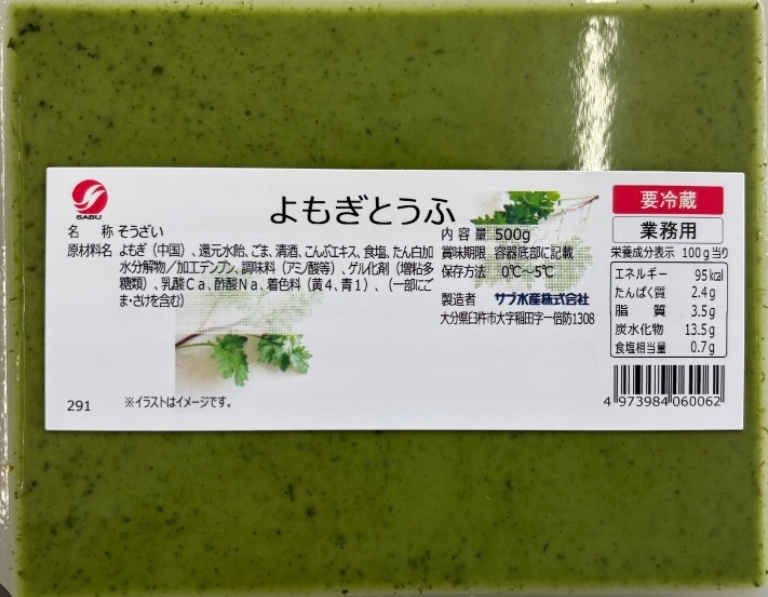 SABU
よもぎとうふ
名　　称 そうざい
原材料名 よもぎ（中国）、還元水飴、ごま、清酒、こんぶエキス、食塩、たん白加
水分解物／加工デンプン、調味料（アミノ酸等）、ゲル化剤（増粘多
糖類）、乳酸Ｃａ、酢酸Ｎａ、着色料（黄４、青１）、（一部にご
ま・さけを含む）
291
※イラストはイメージです。
内 容 量 500g
賞味期限 容器底部に記載
保存方法 0℃～5℃
製造者 サブ水産株式会社
大分県臼杵市大字稲田字一倍防1308
要冷蔵
業務用
栄養成分表示 100ｇ当り
エネルギー 95㎉
たんぱく質 2.4ｇ
脂　　質 3.5ｇ
炭水化物 13.5ｇ
食塩相当量 0.7ｇ
4 973984 060062